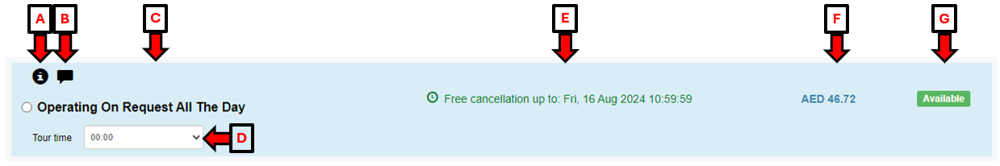 A B C E F G
Free cancellation up to: Fri, 16 Aug 2024 10:59:59 AED 46.72 Available
Operating On Request All The Day
Tour time 00:00 D